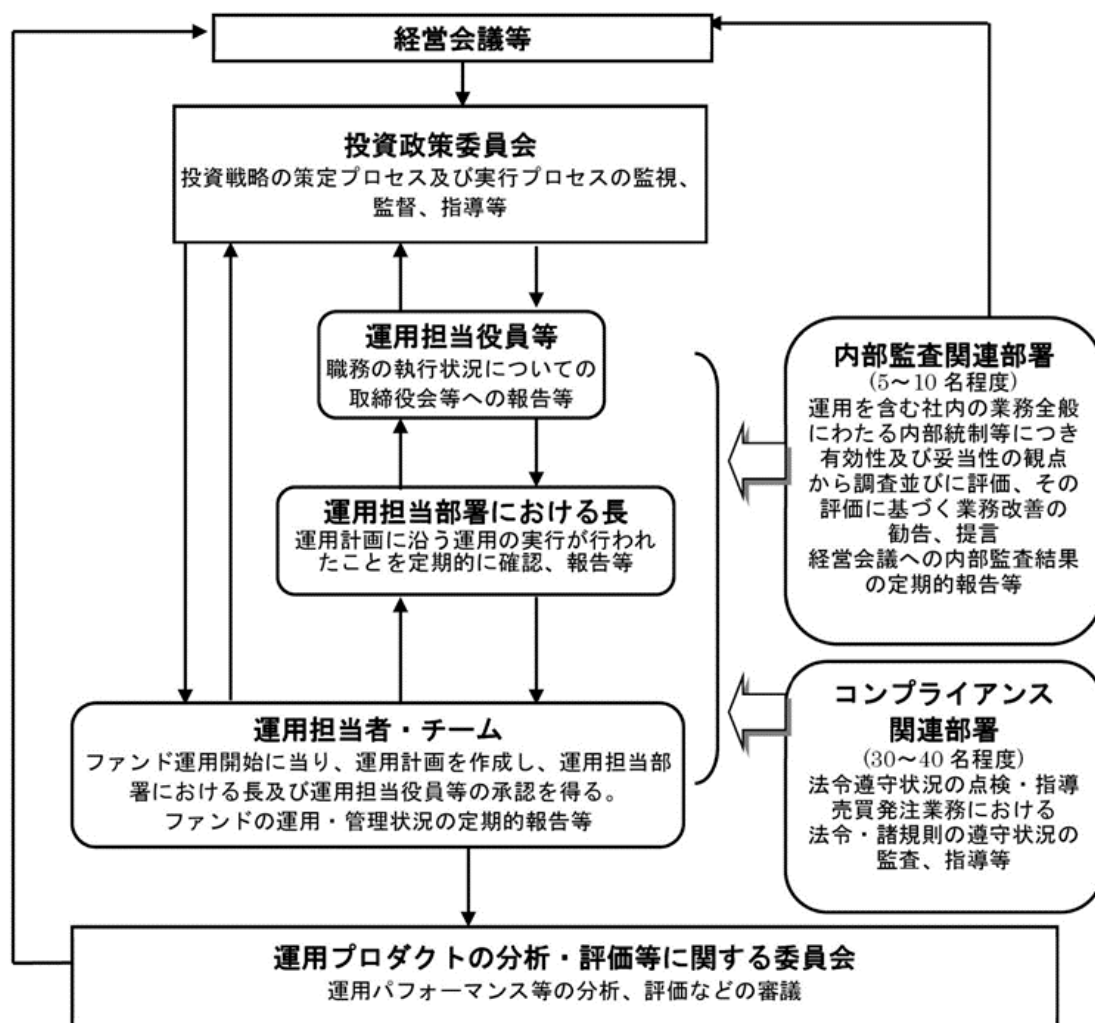 経営会議等
投資政策委員会
投資戦略の策定プロセス及び実行プロセスの監視、
監督、指導等
運用担当役員等
職務の執行状況についての
取締役会等への報告等
運用担当部署における長
運用計画に沿う運用の実行が行われ
たことを定期的に確認、報告等
運用担当者・チーム
ファンド運用開始に当り、運用計画を作成し、運用担当部
署における長及び運用担当役員等の承認を得る。
ファンドの運用・管理状況の定期的報告等
内部監査関連部署
(5～10 名程度)
運用を含む社内の業務全般
にわたる内部統制等につき
有効性及び妥当性の観点
から調査並びに評価、その
評価に基づく業務改善の
勧告、提言
経営会議への内部監査結果
の定期的報告等
コンプライアンス
関連部署
(30～40 名程度)
法令遵守状況の点検・指導
売買発注業務における
法令・諸規則の遵守状況の
監査、指導等
運用プロダクトの分析・評価等に関する委員会
運用パフォーマンス等の分析、評価などの審議